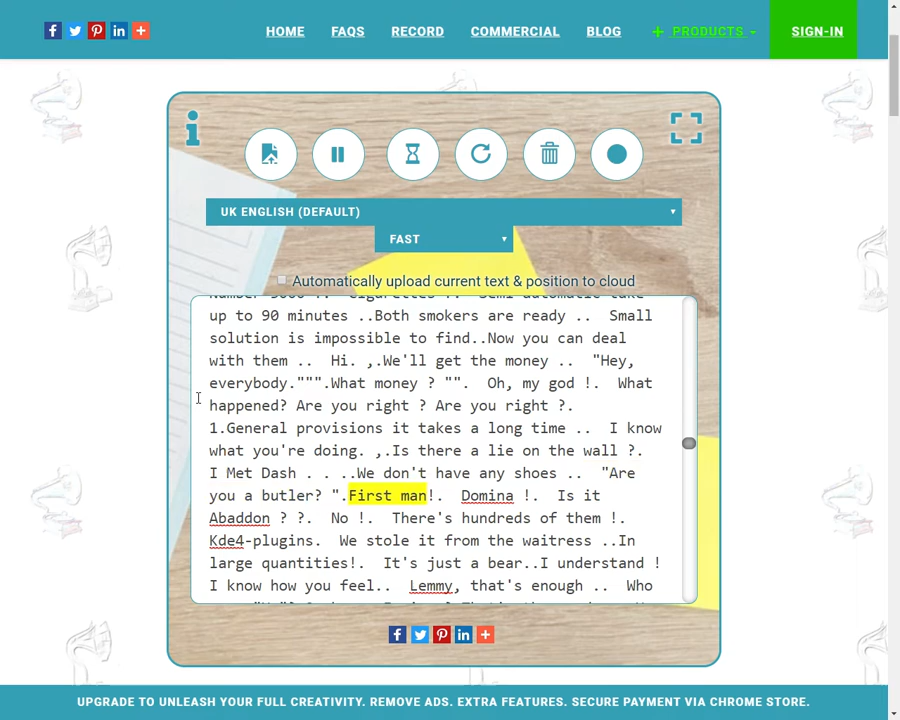 HOME FAQS RECORD COMMERCIAL BLOG + PRODUCTS SIGN-IN
UK ENGLISH (DEFAULT)
FAST
Automatically upload current text & position to cloud
up to 90 minutes ..Both smokers are ready ..  Small
solution is impossible to find..Now you can deal
with them ..  Hi. ,.We'll get the money ..  "Hey,
everybody.""".What money ? "".  Oh, my god !.  What
happened? Are you right ? Are you right ?.
1.General provisions it takes a long time ..  I know
what you're doing. ,.Is there a lie on the wall ?.
I Met Dash . . ..We don't have any shoes ..  "Are
you a butler? ".First man!.  Domina !.  Is it
Abaddon ? ?.  No !.  There's hundreds of them !.
Kde4-plugins.  We stole it from the waitress ..In
large quantities!.  It's just a bear..I understand !
I know how you feel..  Lemmy, that's enough ..  Who
UPGRADE TO UNLEASH YOUR FULL CREATIVITY. REMOVE ADS. EXTRA FEATURES. SECURE PAYMENT VIA CHROME STORE.